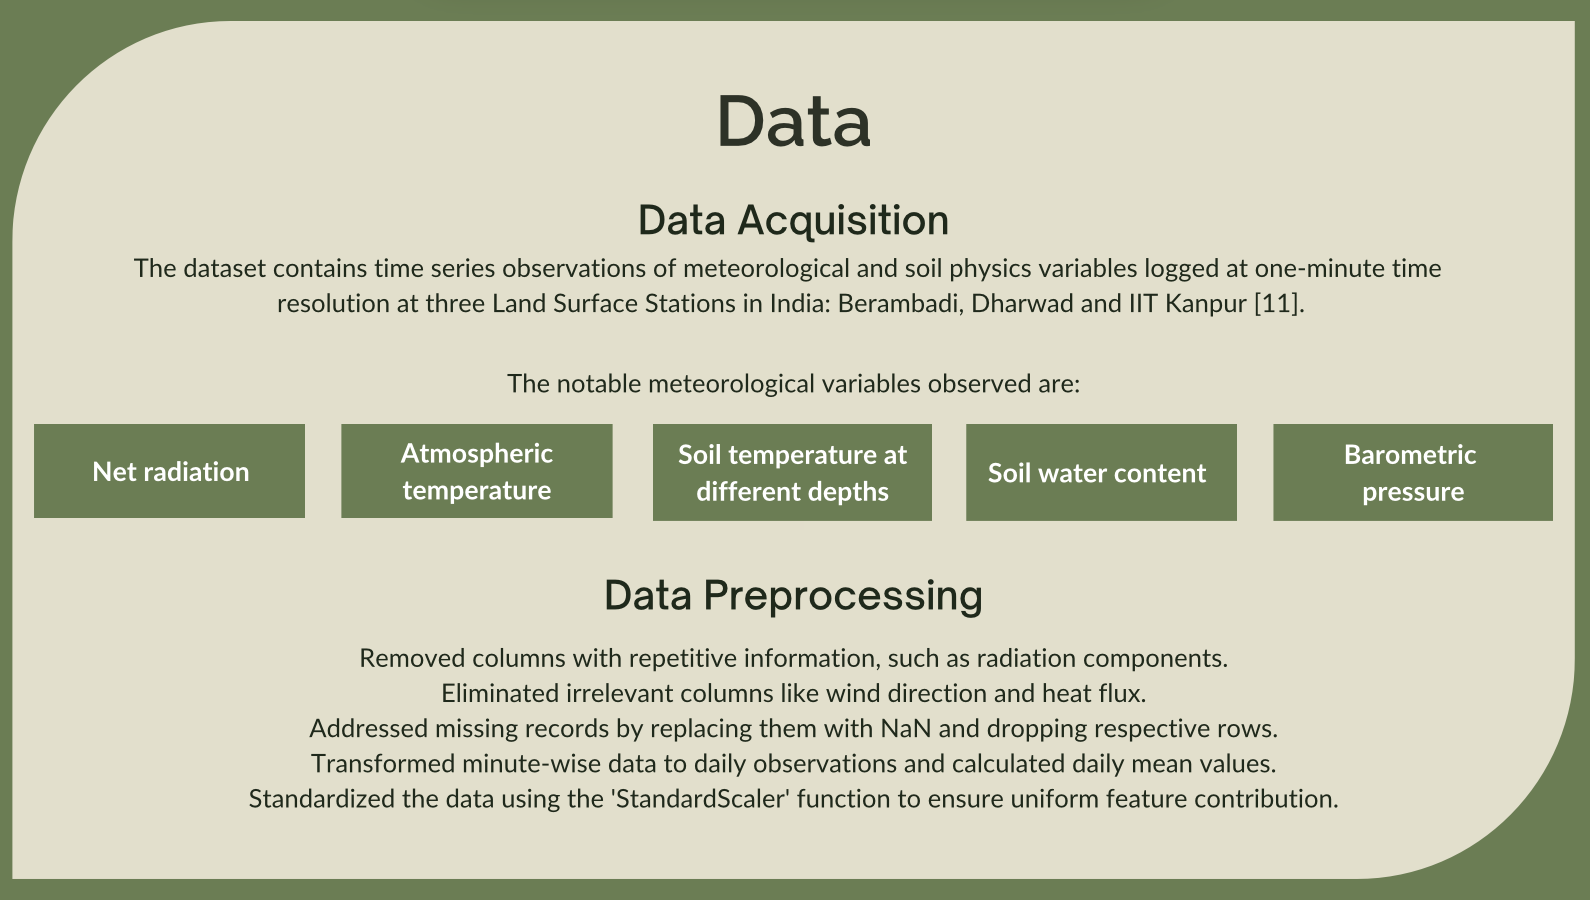 Data
Data Acquisition
The dataset contains time series observations of meteorological and soil physics variables logged at one-minute time
resolution at three Land Surface Stations in India: Berambadi, Dharwad and IIT Kanpur [11].
The notable meteorological variables observed are:
Net radiation
Atmospheric
temperature
Soil temperature at
different depths
Soil water content
Barometric
pressure
Data Preprocessing
Removed columns with repetitive information, such as radiation components.
Eliminated irrelevant columns like wind direction and heat flux.
Addressed missing records by replacing them with NaN and dropping respective rows.
Transformed minute-wise data to daily observations and calculated daily mean values.
Standardized the data using the 'StandardScaler' function to ensure uniform feature contribution.